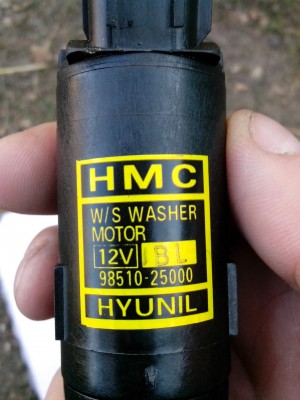 HMC
W/S WASHER
MOTOR
12V BL
98510-25000
HYUNIL